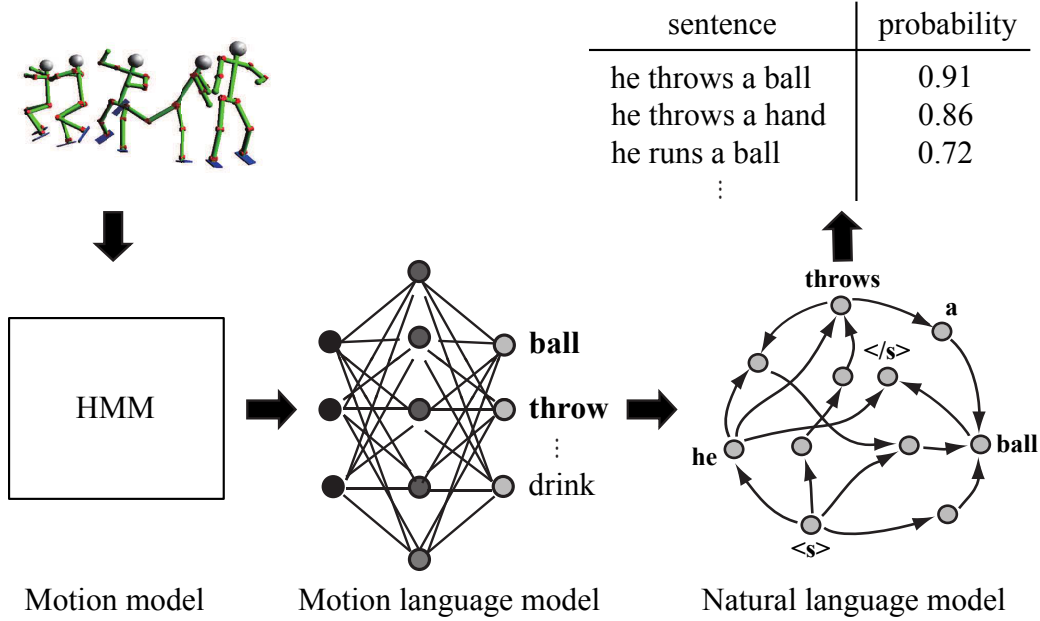 sentence probability
he throws a ball 0.91
he throws a hand 0.86
he runs a ball 0.72
⋮
HMM
ball
throw
⋮
drink
throws
a
</s>
he
ball
<s>
Motion model
Motion language model
Natural language model